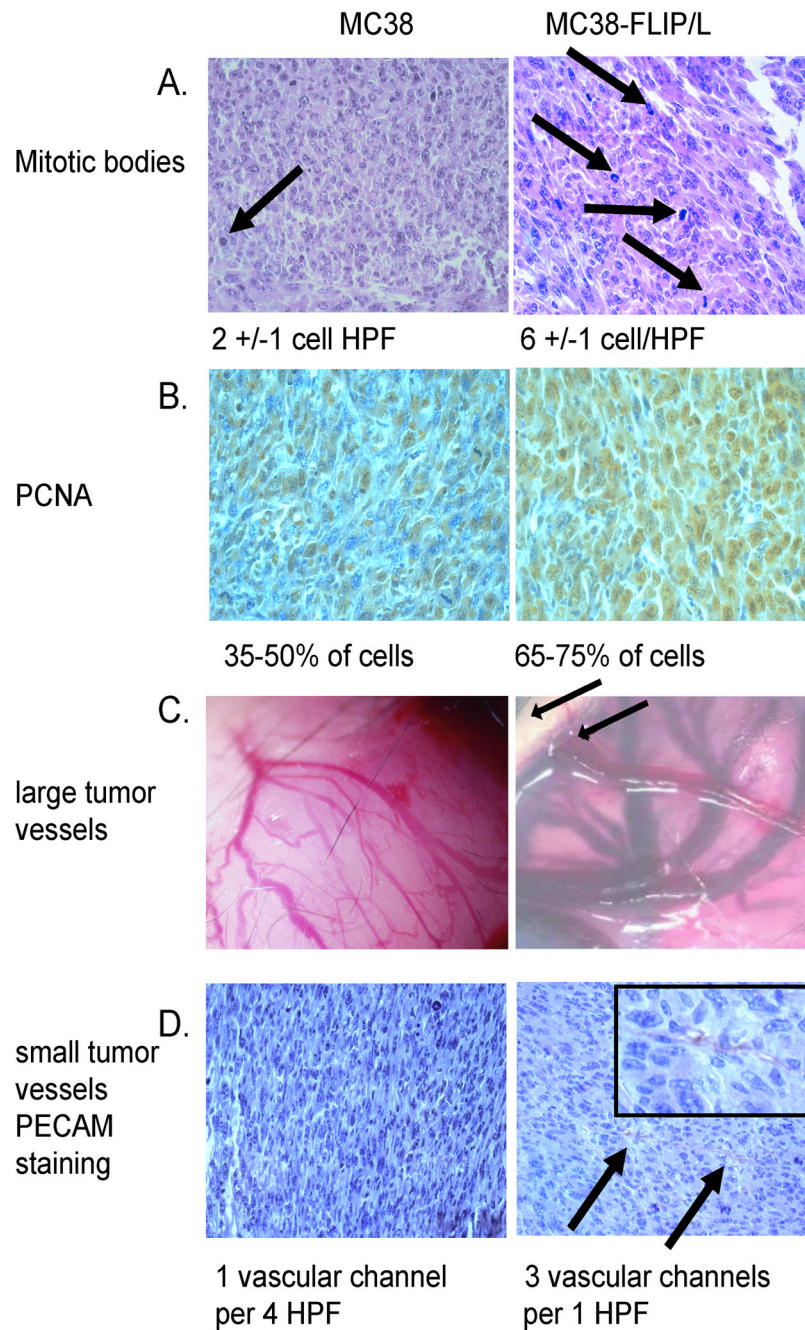 MC38 MC38-FLIP/L
A.
Mitotic bodies
2 +/-1 cell HPF 6 +/-1 cell/HPF
B.
PCNA
35-50% of cells 65-75% of cells
C.
large tumor
vessels
D.
small tumor
vessels
PECAM
staining
1 vascular channel 3 vascular channels
per 4 HPF per 1 HPF